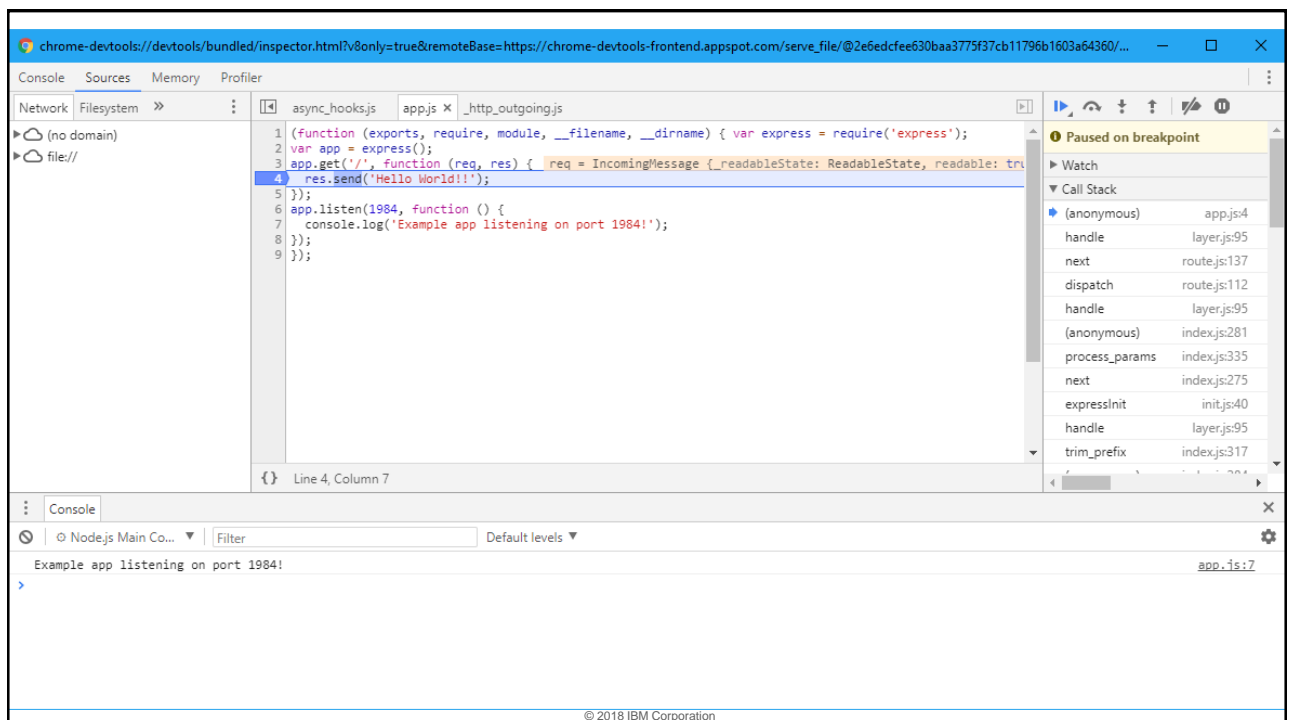 chrome-devtools://devtools/bundled/inspector.html?v8only=true&remoteBase=https://chrome-devtools-frontend.appspot.com/serve_file/@2e6edcfee630baa3775f37cb11796b1603a64360/...
Console Sources Memory Profiler
Network Filesystem »
async_hooks.js app.js × _http_outgoing.js
(no domain)
file://
1 (function (exports, require, module, __filename, __dirname) { var express = require('express');
2 var app = express();
3 app.get('/', function (req, res) { req = IncomingMessage {_readableState: ReadableState, readable: tru
4 res.send('Hello World!!');
5 });
6 app.listen(1984, function () {
7 console.log('Example app listening on port 1984!');
8 });
9 });
{} Line 4, Column 7
Paused on breakpoint
Watch
Call Stack
(anonymous) app.js:4
handle layer.js:95
next route.js:137
dispatch route.js:112
handle layer.js:95
(anonymous) index.js:281
process_params index.js:335
next index.js:275
expressInit init.js:40
handle layer.js:95
trim_prefix index.js:317
Console
Node.js Main Co... ▼ Filter Default levels ▼
Example app listening on port 1984! app.js:7
>
© 2018 IBM Corporation